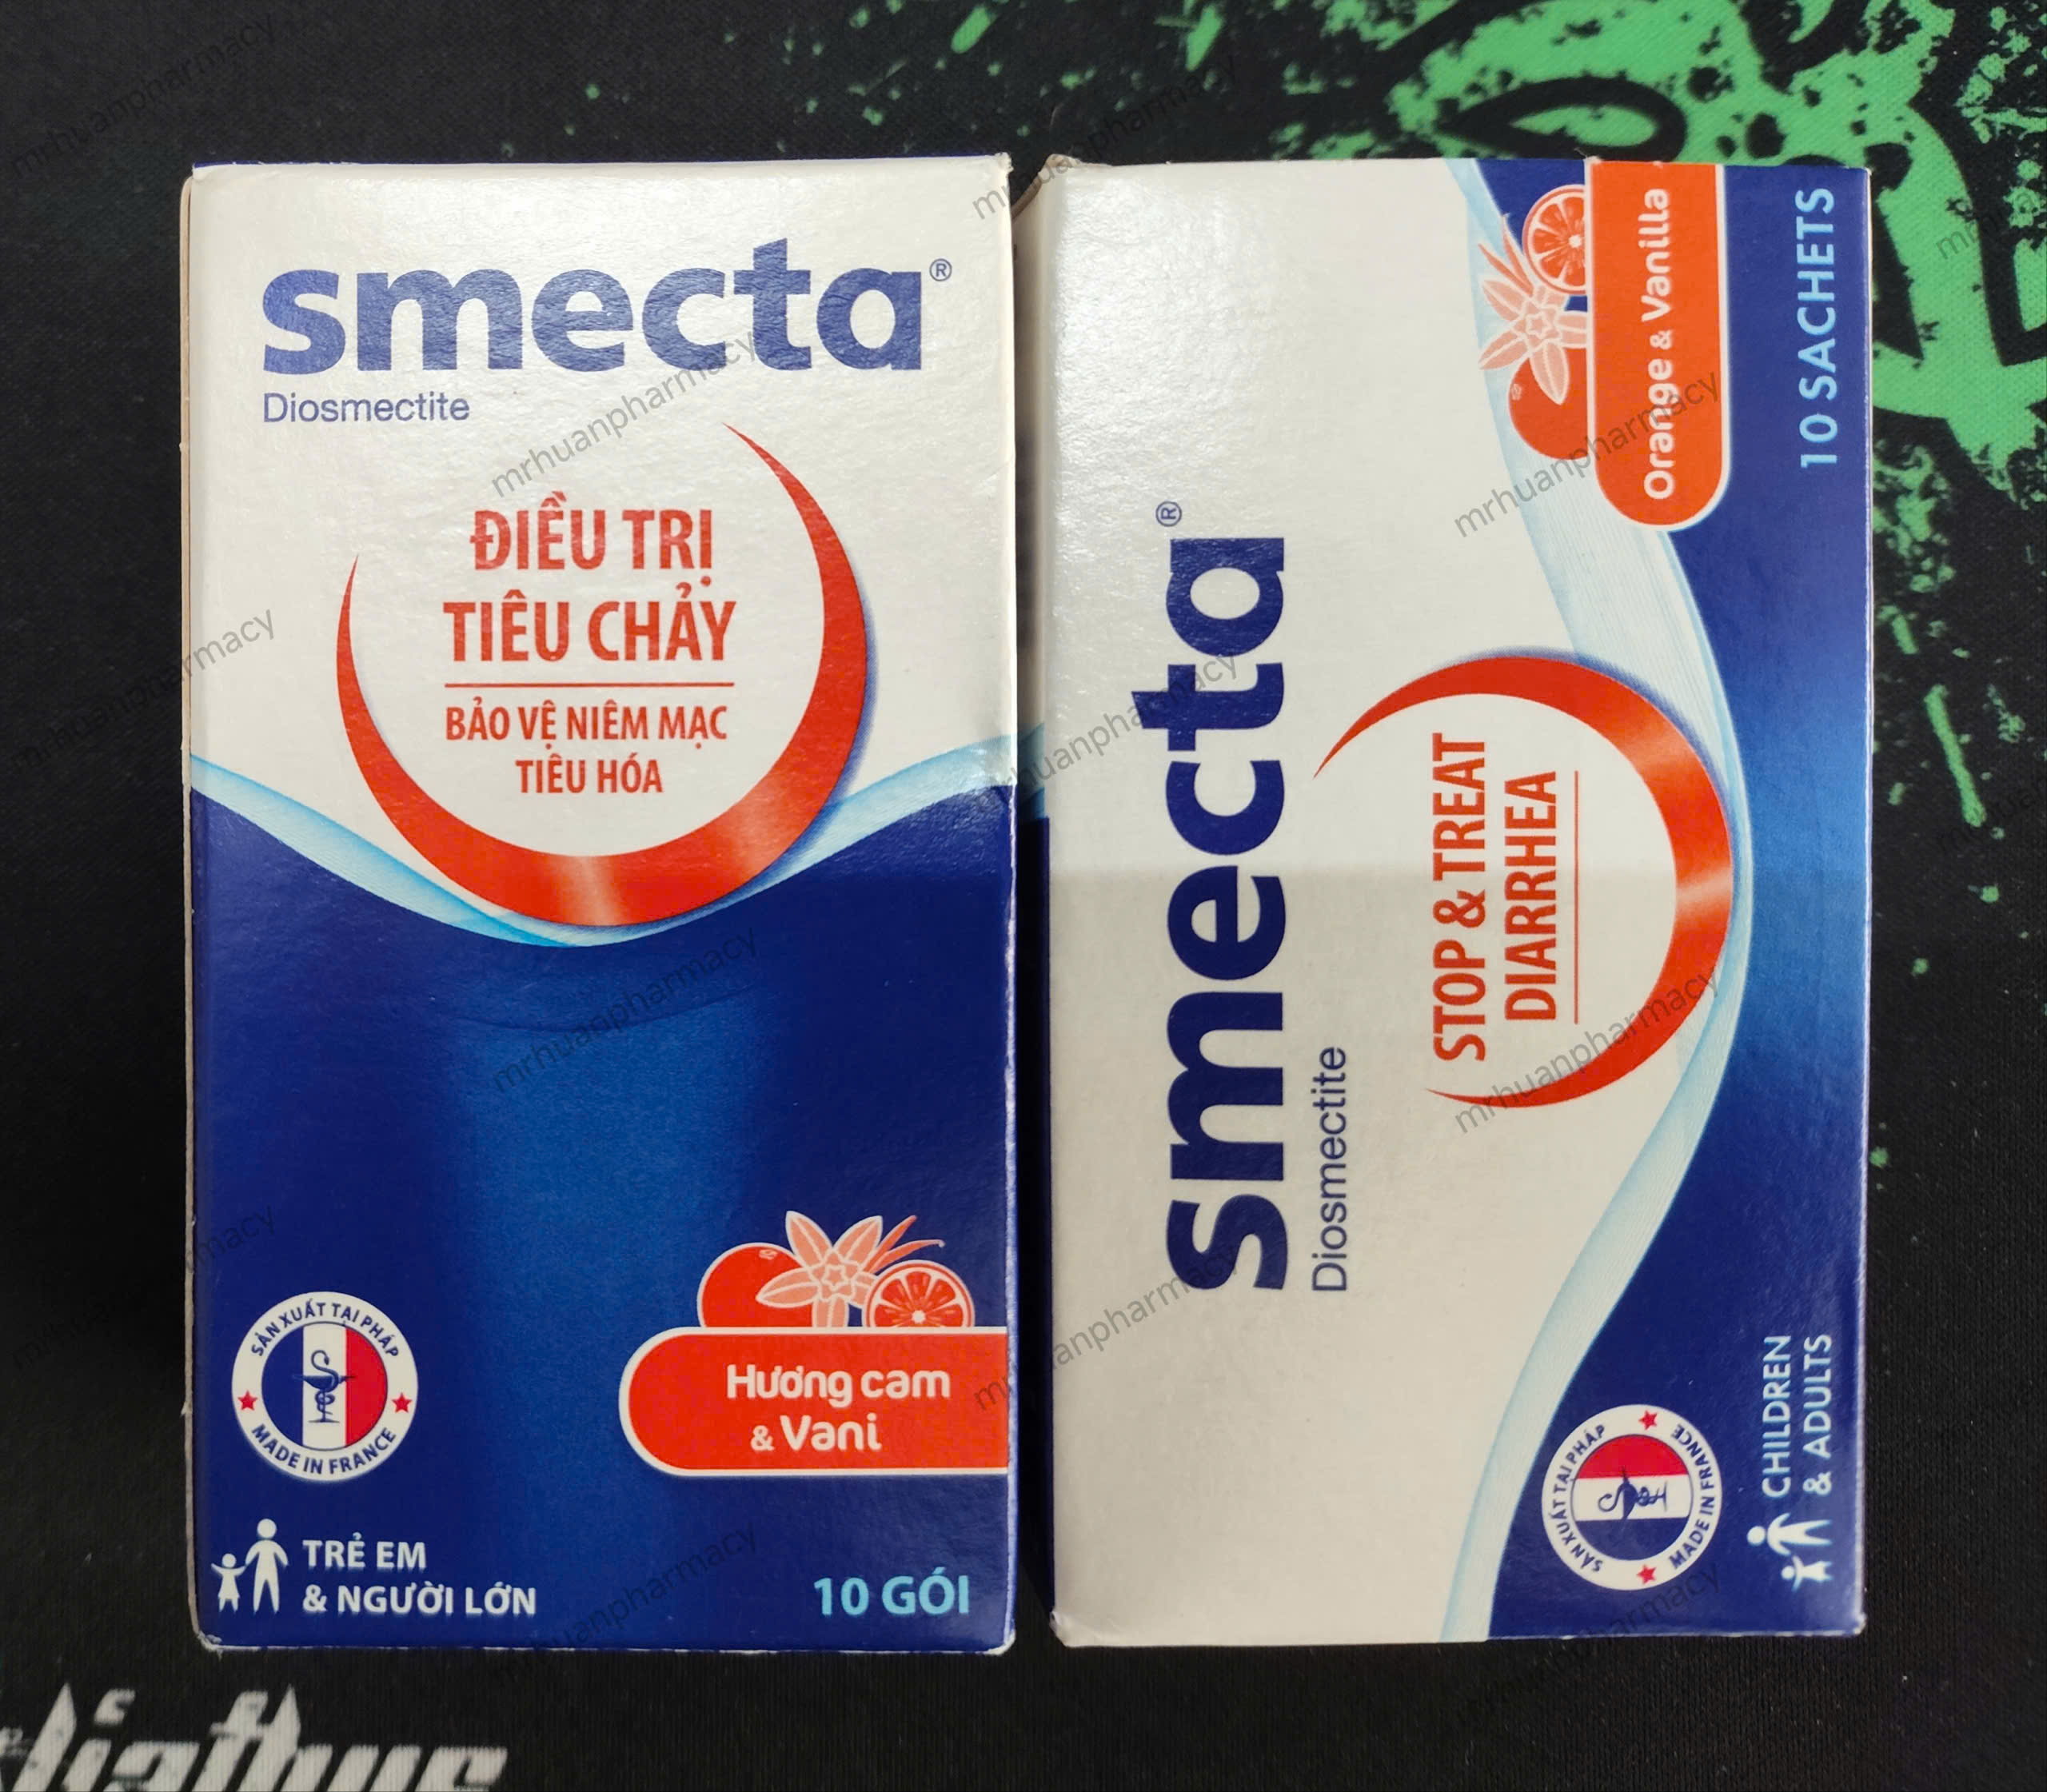 smecta®
Diosmectite
ĐIỀU TRỊ
TIÊU CHẢY
BẢO VỆ NIÊM MẠC
TIÊU HÓA
SẢN XUẤT TẠI PHÁP
MADE IN FRANCE
Hương cam
& Vani
TRẺ EM
& NGƯỜI LỚN
10 GÓI
smecta®
Diosmectite
STOP & TREAT
DIARRHEA
Orange & Vanilla
10 SACHETS
SẢN XUẤT TẠI PHÁP
MADE IN FRANCE
CHILDREN
& ADULTS
mrhuanpharmacy